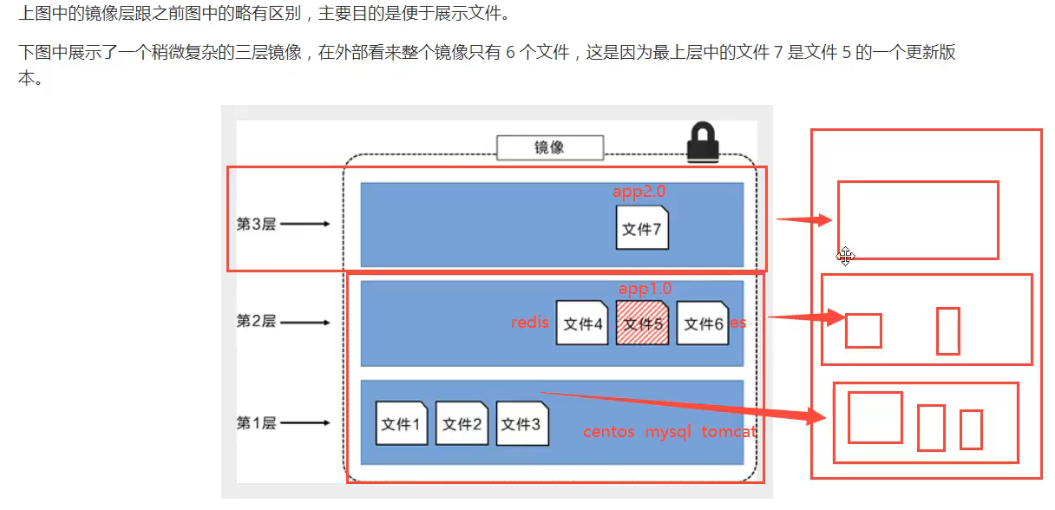 上图中的镜像层跟之前图中的略有区别，主要目的是便于展示文件。
下图中展示了一个稍微复杂的三层镜像，在外部看来整个镜像只有 6 个文件，这是因为最上层中的文件 7 是文件 5 的一个更新版
本。
镜像
app2.0
第3层
文件7
app1.0
第2层
redis
文件4
文件5
文件6
es
第1层
文件1
文件2
文件3
centos mysql tomcat